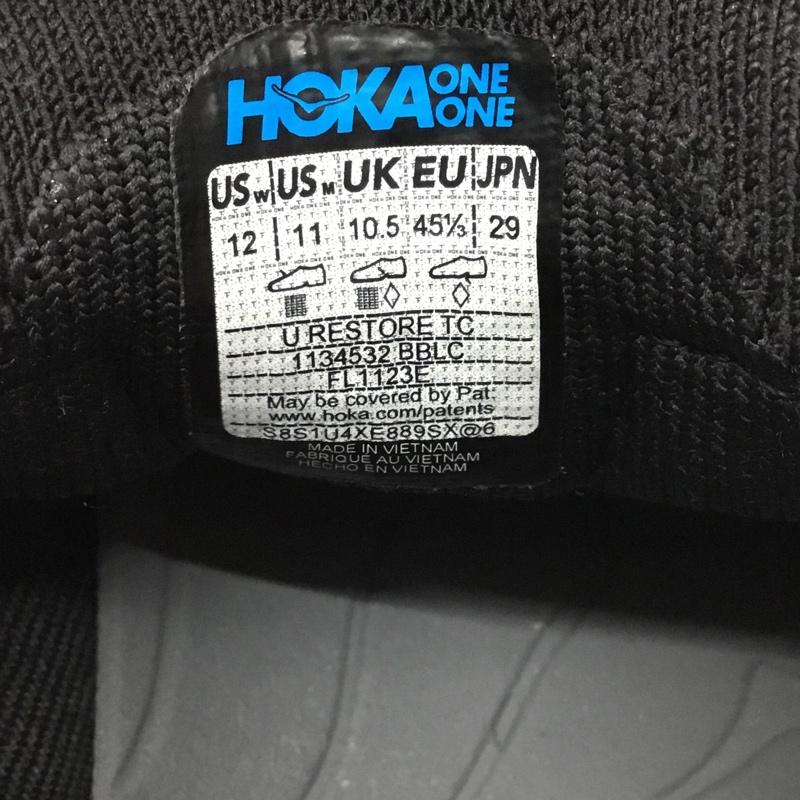 HOKA ONE ONE
US W US M UK EU JPN
12 11 10.5 45⅓ 29
U RESTORE TC
1134532 BBLC
FL1123E
May be covered by Pat.
www.hoka.com/patents
S8S1U4XE889SX@6
MADE IN VIETNAM
FABRIQUÉ AU VIETNAM
HECHO EN VIETNAM